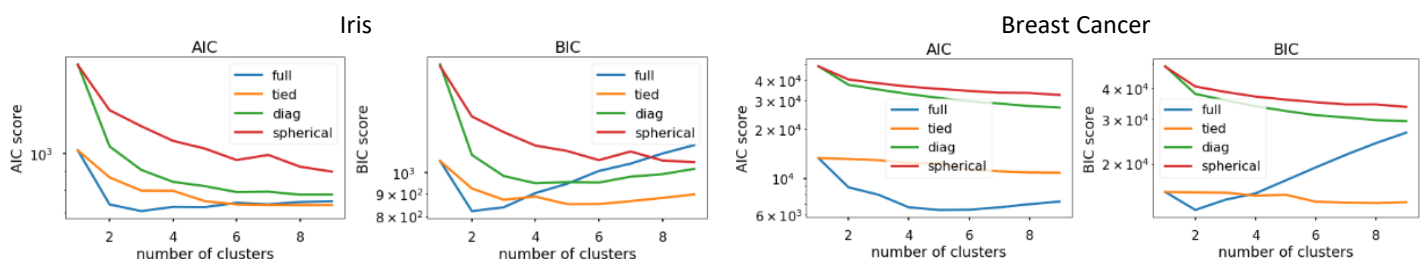 Iris
Breast Cancer
AIC
AIC score
10³
full
tied
diag
spherical
2 4 6 8
number of clusters
BIC
BIC score
10³
9 × 10²
8 × 10²
full
tied
diag
spherical
2 4 6 8
number of clusters
AIC
AIC score
4 × 10⁴
3 × 10⁴
2 × 10⁴
10⁴
6 × 10³
full
tied
diag
spherical
2 4 6 8
number of clusters
BIC
BIC score
4 × 10⁴
3 × 10⁴
2 × 10⁴
full
tied
diag
spherical
2 4 6 8
number of clusters